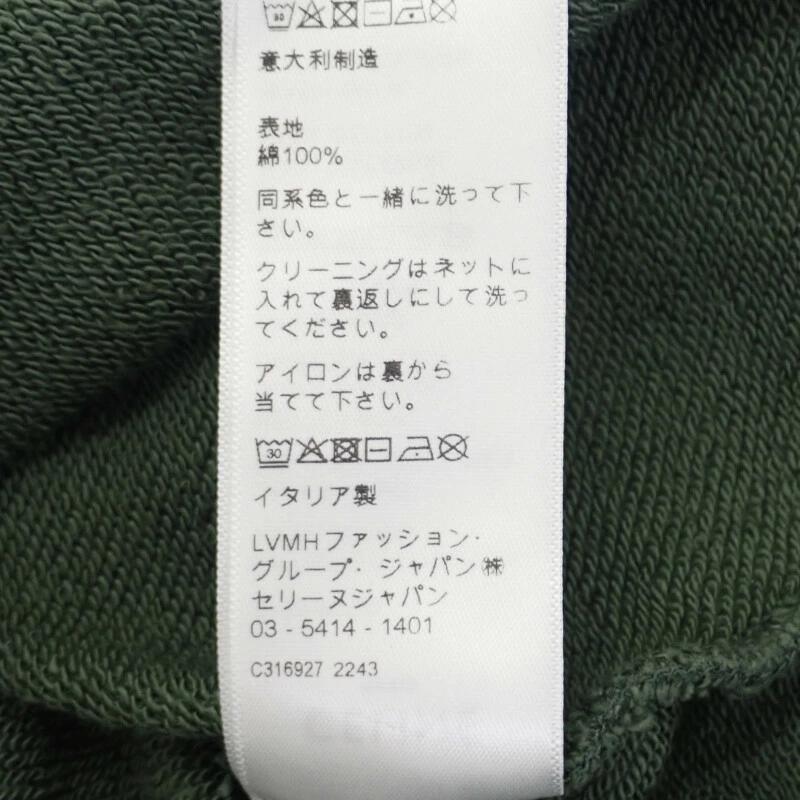 30
意大利制造
表地
綿100%
同系色と一緒に洗って下
さい。
クリーニングはネットに
入れて裏返しにして洗っ
てください。
アイロンは裏から
当てて下さい。
30
イタリア製
LVMHファッション・
グループ・ジャパン㈱
セリーヌジャパン
03 - 5414 - 1401
C316927 2243